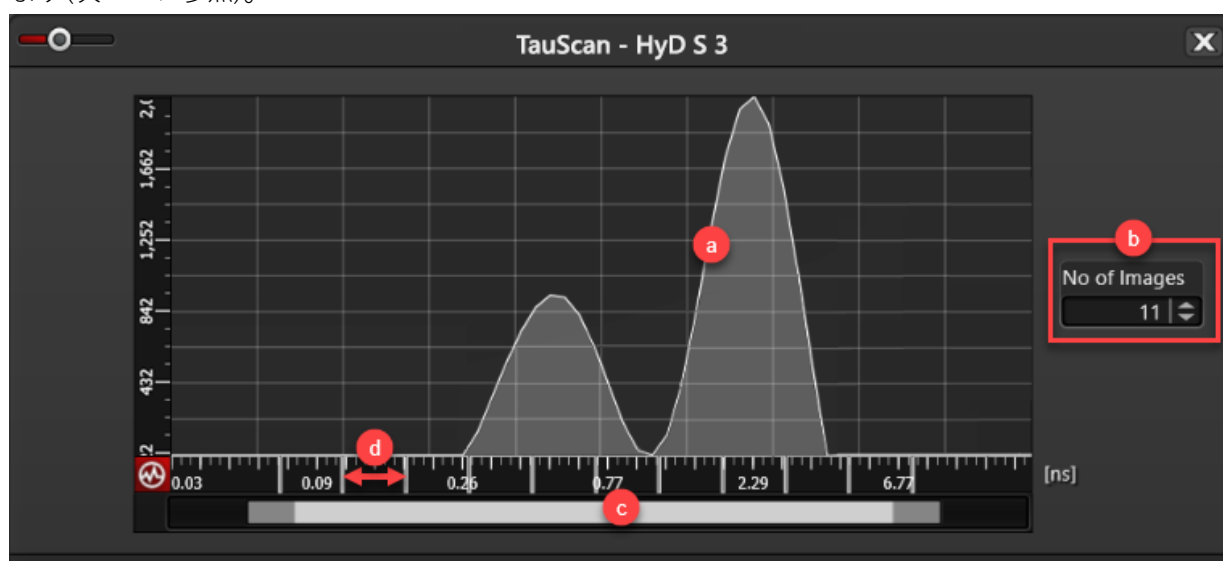 TauScan - HyD S 3
1,662
1,252
842
432
a
b
No of Images
11
d
0.03
0.09
0.26
0.77
2.29
6.77
[ns]
c